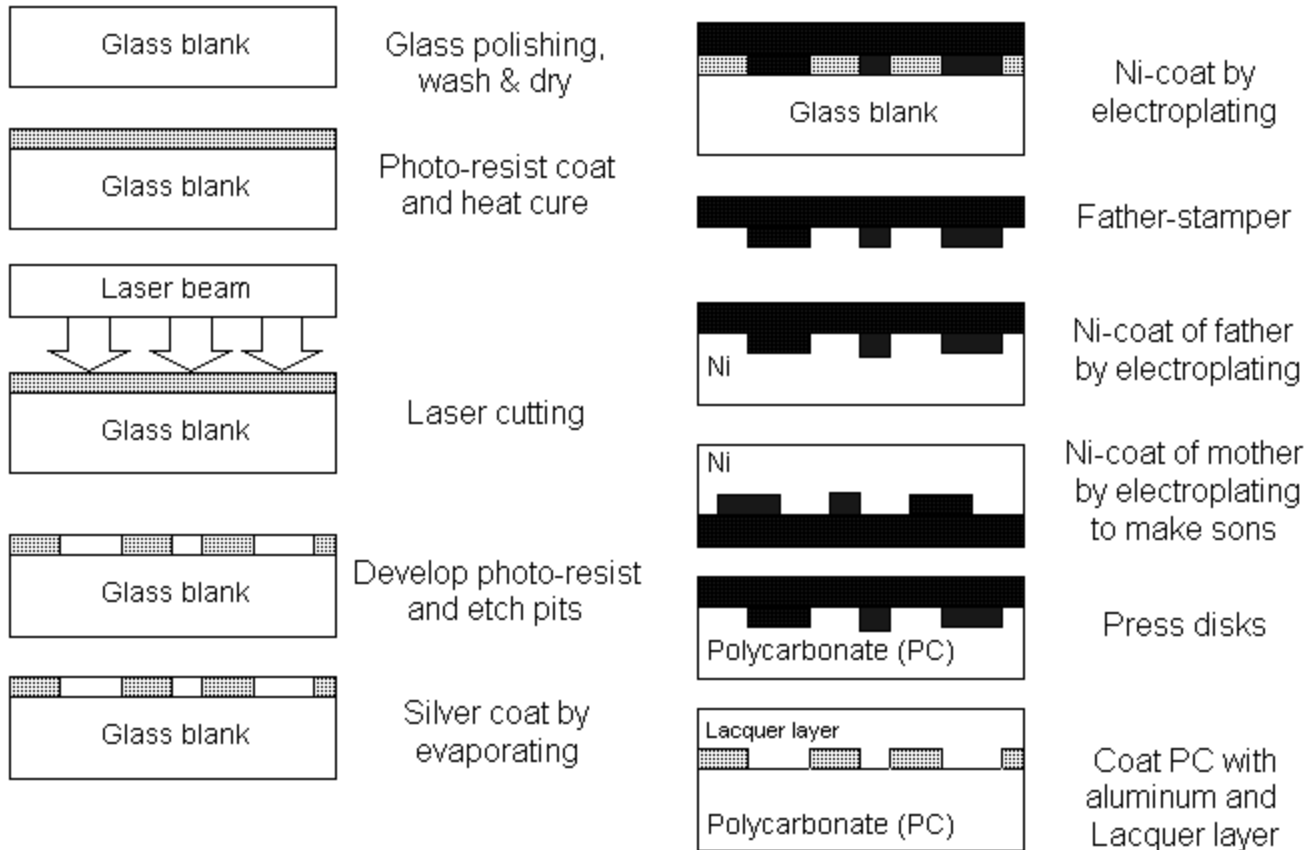 Glass blank
Glass polishing,
wash & dry
Glass blank
Photo-resist coat
and heat cure
Laser beam
Glass blank
Laser cutting
Glass blank
Develop photo-resist
and etch pits
Glass blank
Silver coat by
evaporating
Glass blank
Ni-coat by
electroplating
Father-stamper
Ni
Ni-coat of father
by electroplating
Ni
Ni-coat of mother
by electroplating
to make sons
Polycarbonate (PC)
Press disks
Lacquer layer
Polycarbonate (PC)
Coat PC with
aluminum and
Lacquer layer